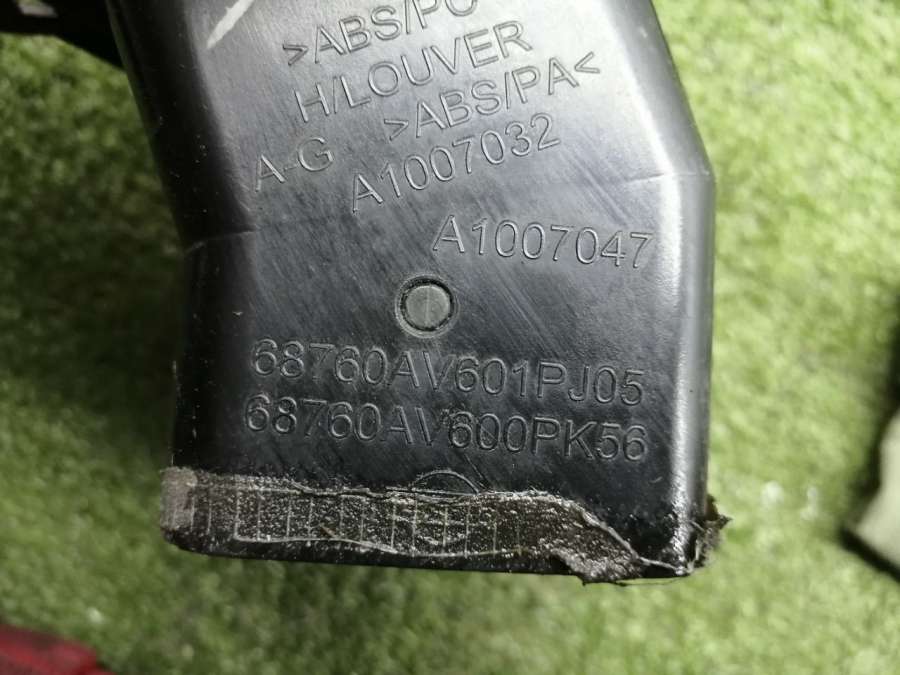 >ABS/PC
H/LOUVER
>ABS/PA<
A-G
A1007032
A1007047
68760AV601PJ05
68760AV600PK56